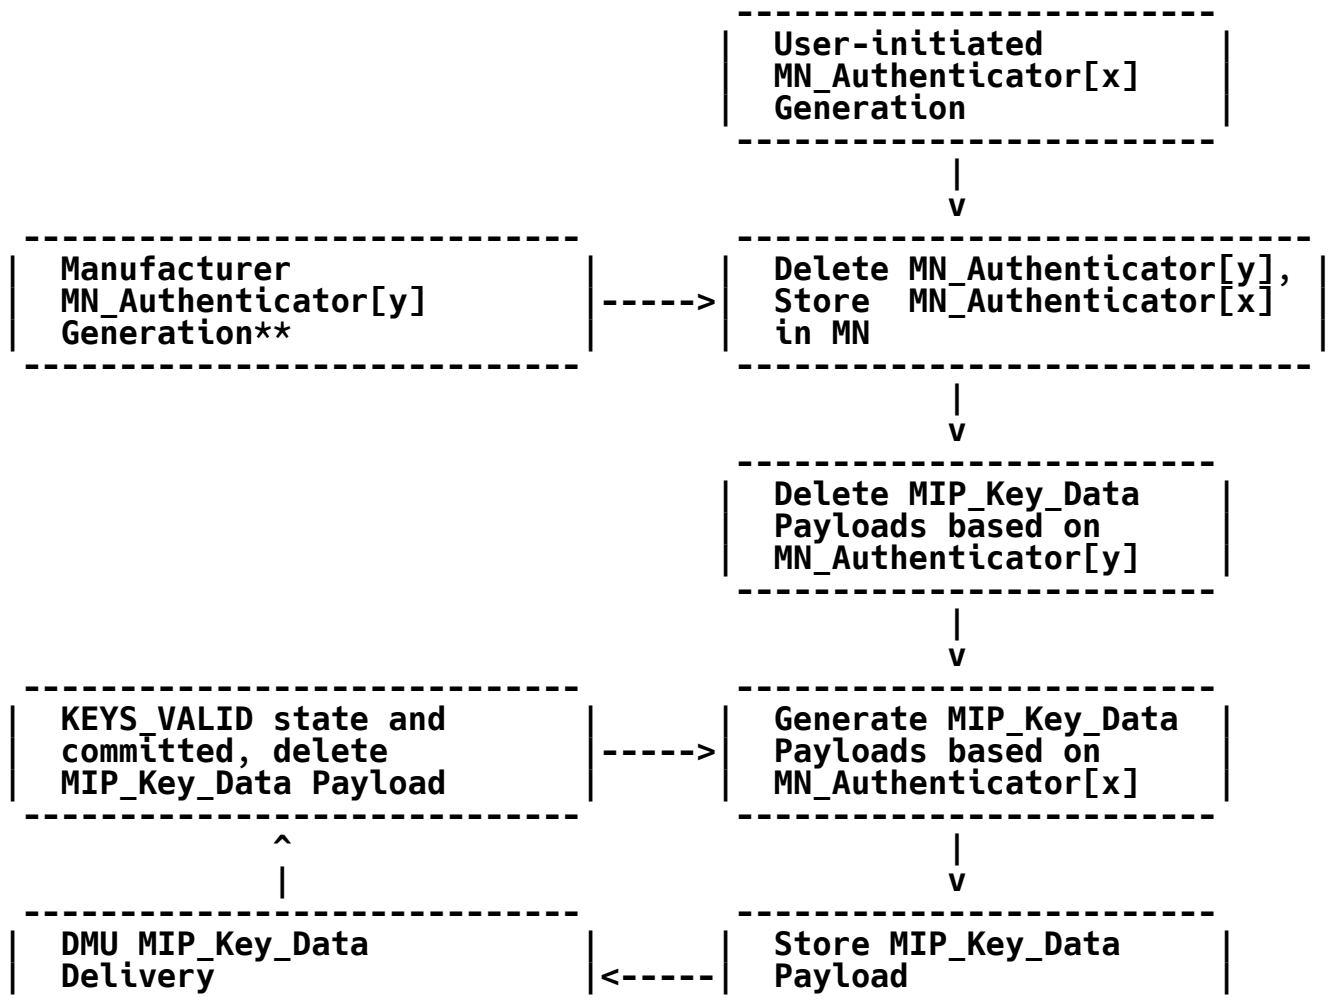 User-initiated
MN_Authenticator[x]
Generation
Manufacturer
MN_Authenticator[y]
Generation**
Delete MN_Authenticator[y],
Store MN_Authenticator[x]
in MN
Delete MIP_Key_Data
Payloads based on
MN_Authenticator[y]
KEYS_VALID state and
committed, delete
MIP_Key_Data Payload
Generate MIP_Key_Data
Payloads based on
MN_Authenticator[x]
DMU MIP_Key_Data
Delivery
Store MIP_Key_Data
Payload